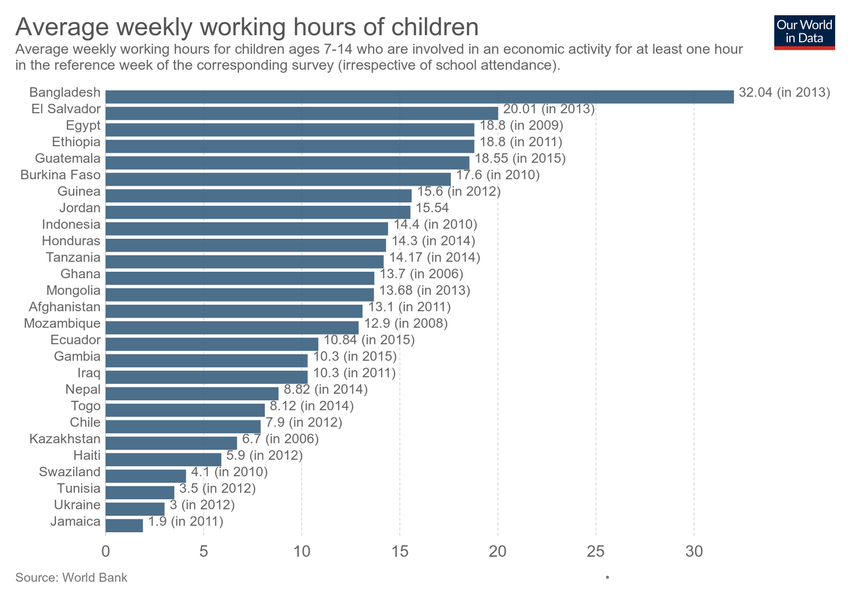 Average weekly working hours of children
Our World
in Data
Average weekly working hours for children ages 7-14 who are involved in an economic activity for at least one hour
in the reference week of the corresponding survey (irrespective of school attendance).
Bangladesh 32.04 (in 2013)
El Salvador 20.01 (in 2013)
Egypt 18.8 (in 2009)
Ethiopia 18.8 (in 2011)
Guatemala 18.55 (in 2015)
Burkina Faso 17.6 (in 2010)
Guinea 15.6 (in 2012)
Jordan 15.54
Indonesia 14.4 (in 2010)
Honduras 14.3 (in 2014)
Tanzania 14.17 (in 2014)
Ghana 13.7 (in 2006)
Mongolia 13.68 (in 2013)
Afghanistan 13.1 (in 2011)
Mozambique 12.9 (in 2008)
Ecuador 10.84 (in 2015)
Gambia 10.3 (in 2015)
Iraq 10.3 (in 2011)
Nepal 8.82 (in 2014)
Togo 8.12 (in 2014)
Chile 7.9 (in 2012)
Kazakhstan 6.7 (in 2006)
Haiti 5.9 (in 2012)
Swaziland 4.1 (in 2010)
Tunisia 3.5 (in 2012)
Ukraine 3 (in 2012)
Jamaica 1.9 (in 2011)
0 5 10 15 20 25 30
Source: World Bank